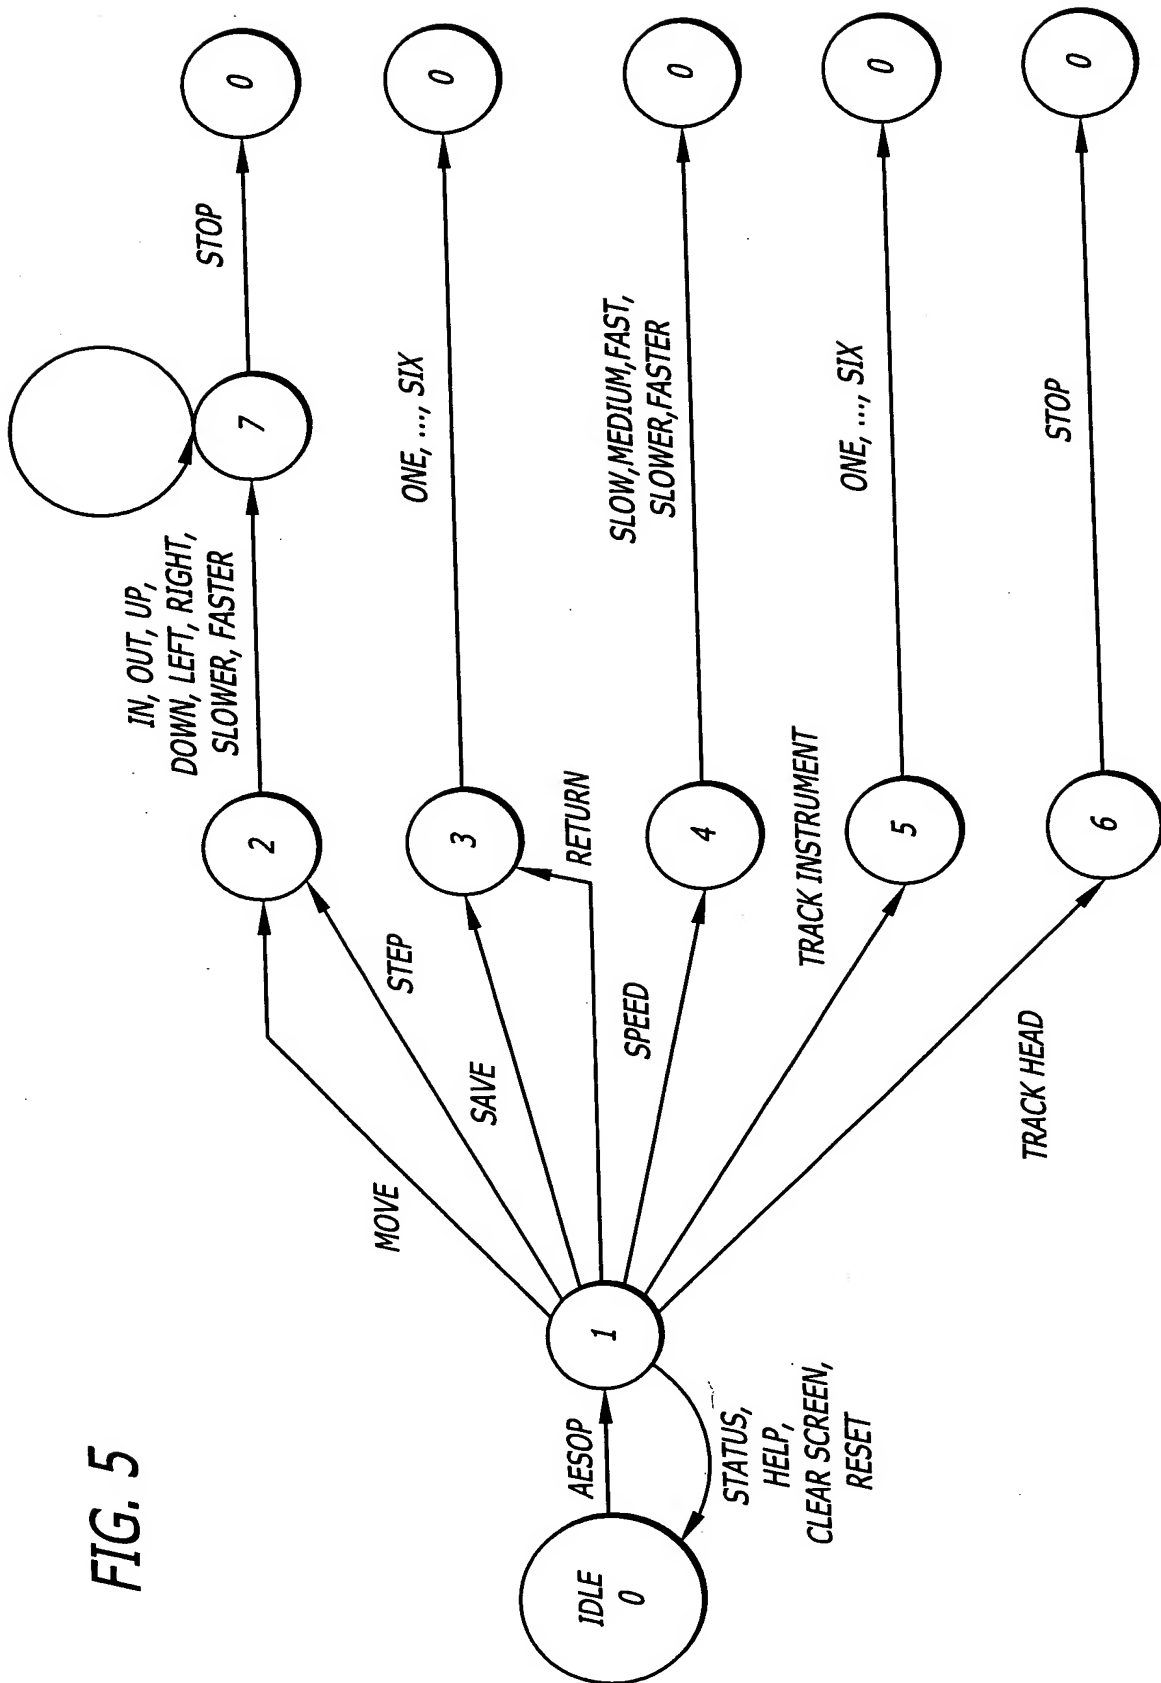 FIG. 5
IDLE
0
AESOP
STATUS,
HELP,
CLEAR SCREEN,
RESET
1
MOVE
STEP
SAVE
RETURN
SPEED
TRACK INSTRUMENT
TRACK HEAD
2
IN, OUT, UP,
DOWN, LEFT, RIGHT,
SLOWER, FASTER
7
STOP
0
3
ONE, ..., SIX
0
4
SLOW,MEDIUM,FAST,
SLOWER,FASTER
0
5
ONE, ..., SIX
0
6
STOP
0